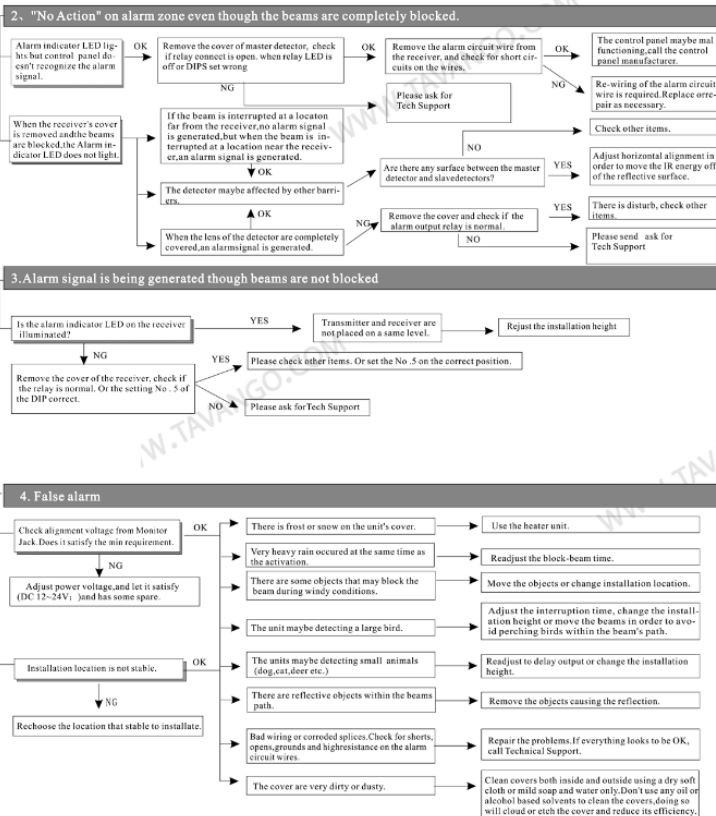 2、"No Action" on alarm zone even though the beams are completely blocked.
Alarm indicator LED lig-
hts but control panel do-
esn't recognize the alarm
signal.
OK
Remove the cover of master detector, check
if relay connect is open. when relay LED is
off or DIPS set wrong
OK
Remove the alarm circuit wire from
the receiver, and check for short cir-
cuits on the wires.
OK
The control panel maybe mal
functioning,call the control
panel manufacturer.
NG
Please ask for
Tech Support
NG
Re-wiring of the alarm circuit
wire is required.Replace orre-
pair as necessary.
When the receiver's cover
is removed andthe beams
are blocked,the Alarm in-
dicator LED does not light.
If the beam is interrupted at a locaton
far from the receiver,no alarm signal
is generated,but when the beam is in-
terrupted at a location near the receiv-
er,an alarm signal is generated.
OK
The detector maybe affected by other barri-
ers.
OK
When the lens of the detector are completely
covered,an alarmsignal is generated.
Are there any surface between the master
detector and slavedetectors?
NO
Check other items.
YES
Adjust horizontal alignment in
order to move the IR energy off
of the reflective surface.
NG
Remove the cover and check if the
alarm output relay is normal.
YES
There is disturb, check other
items.
NO
Please send ask for
Tech Support
3.Alarm signal is being generated though beams are not blocked
Is the alarm indicator LED on the receiver
illuminated?
YES
Transmitter and receiver are
not placed on a same level.
Rejust the installation height
NG
Remove the cover of the receiver, check if
the relay is normal. Or the setting No . 5 of
the DIP correct.
YES
Please check other items. Or set the No .5 on the correct position.
NO
Please ask forTech Support
4. False alarm
Check alignment voltage from Monitor
Jack.Does it satisfy the min requirement.
OK
NG
Adjust power voltage,and let it satisfy
(DC 12~24V; )and has some spare.
Installation location is not stable.
OK
NG
Rechoose the location that stable to installate.
There is frost or snow on the unit's cover.
Use the heater unit.
Very heavy rain occured at the same time as
the activation.
Readjust the block-beam time.
There are some objects that may block the
beam during windy conditions.
Move the objects or change installation location.
The unit maybe detecting a large bird.
Adjust the interruption time, change the install-
ation height or move the beams in order to avo-
id perching birds within the beam's path.
The units maybe detecting small animals
(dog,cat,deer etc.)
Readjust to delay output or change the installation
height.
There are reflective objects within the beams
path.
Remove the objects causing the reflection.
Bad wiring or corroded splices.Check for shorts,
opens,grounds and highresistance on the alarm
circuit wires.
Repair the problems.If everything looks to be OK,
call Technical Support.
The cover are very dirty or dusty.
Clean covers both inside and outside using a dry soft
cloth or mild soap and water only.Don't use any oil or
alcohol based solvents to clean the covers,doing so
will cloud or etch the cover and reduce its efficiency.
WWW.TAVANGO.COM
W.TAVANGO.COM
WWW.TAV